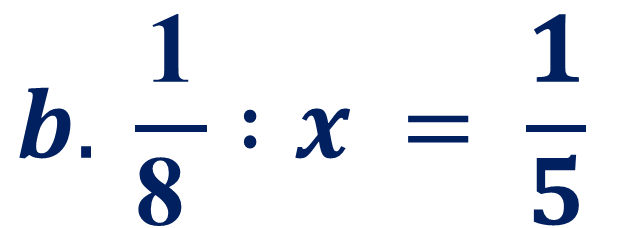 b. 1/8 : x = 1/5